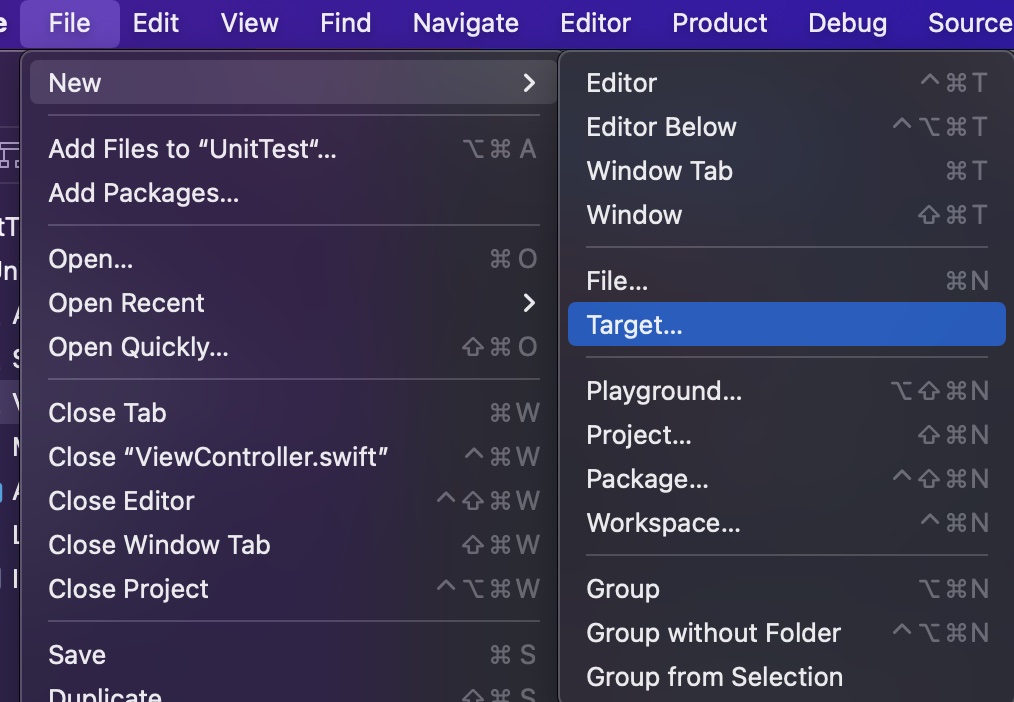 File Edit View Find Navigate Editor Product Debug Source
New
Add Files to “UnitTest“... ⌥⌘A
Add Packages...
Open... ⌘O
Open Recent
Open Quickly... ⇧⌘O
Close Tab ⌘W
Close “ViewController.swift” ^⌘W
Close Editor ^⇧⌘W
Close Window Tab ⇧⌘W
Close Project ^⌥⌘W
Save ⌘S
Duplicate ⇧⌘S
Editor ^⌘T
Editor Below ^⌥⌘T
Window Tab ⌘T
Window ⇧⌘T
File... ⌘N
Target...
Playground... ⌥⇧⌘N
Project... ⇧⌘N
Package... ^⇧⌘N
Workspace... ^⌘N
Group ⌥⌘N
Group without Folder ^⌥⌘N
Group from Selection